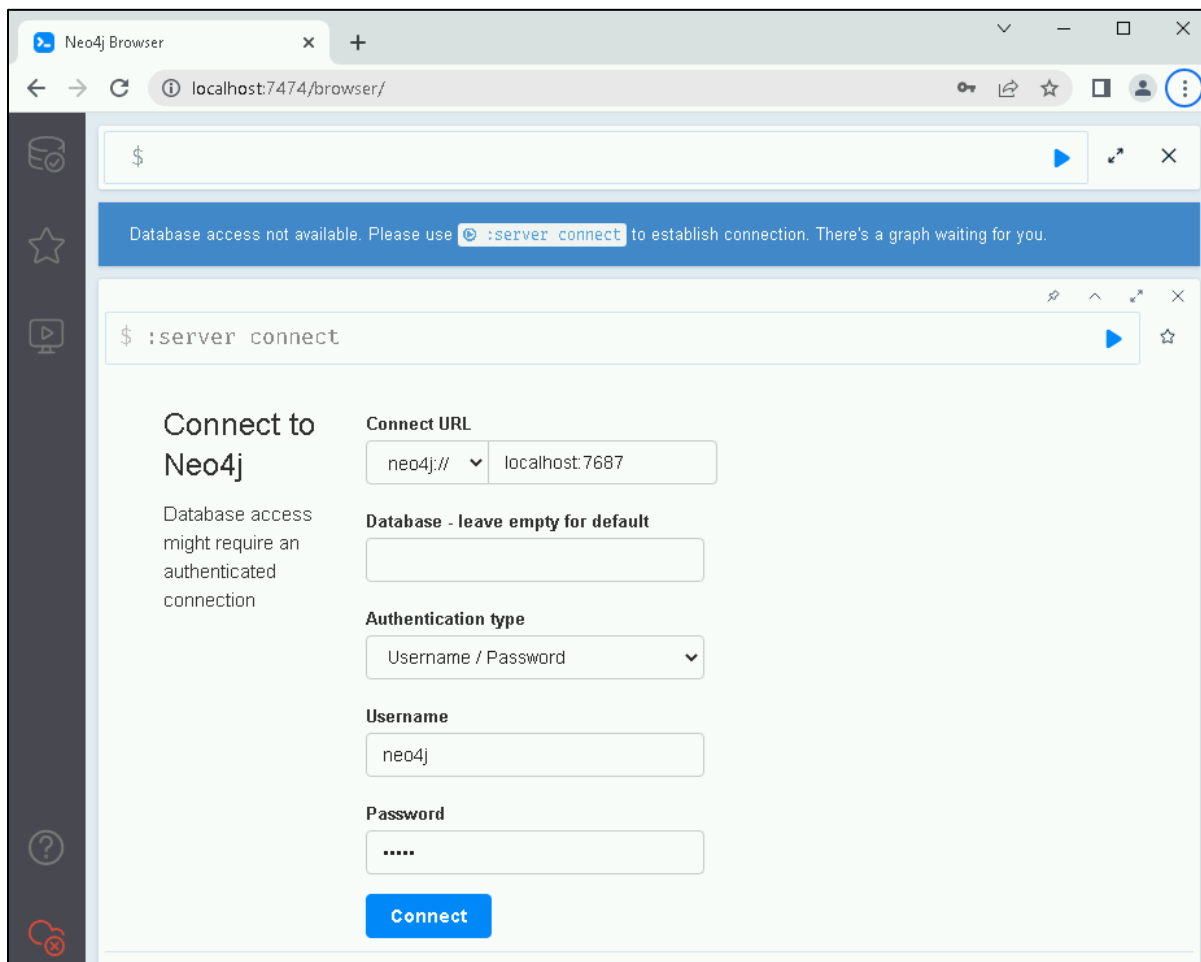 Neo4j Browser
localhost:7474/browser/
$
Database access not available. Please use :server connect to establish connection. There's a graph waiting for you.
$ :server connect
Connect to
Neo4j
Database access
might require an
authenticated
connection
Connect URL
neo4j:// localhost:7687
Database - leave empty for default
Authentication type
Username / Password
Username
neo4j
Password
•••••
Connect